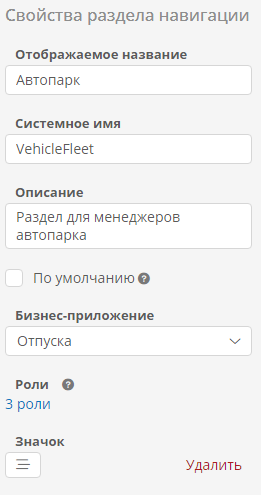 Свойства раздела навигации
Отображаемое название
Автопарк
Системное имя
VehicleFleet
Описание
Раздел для менеджеров
автопарка
По умолчанию ?
Бизнес-приложение
Отпуска
Роли ?
3 роли
Значок
Удалить